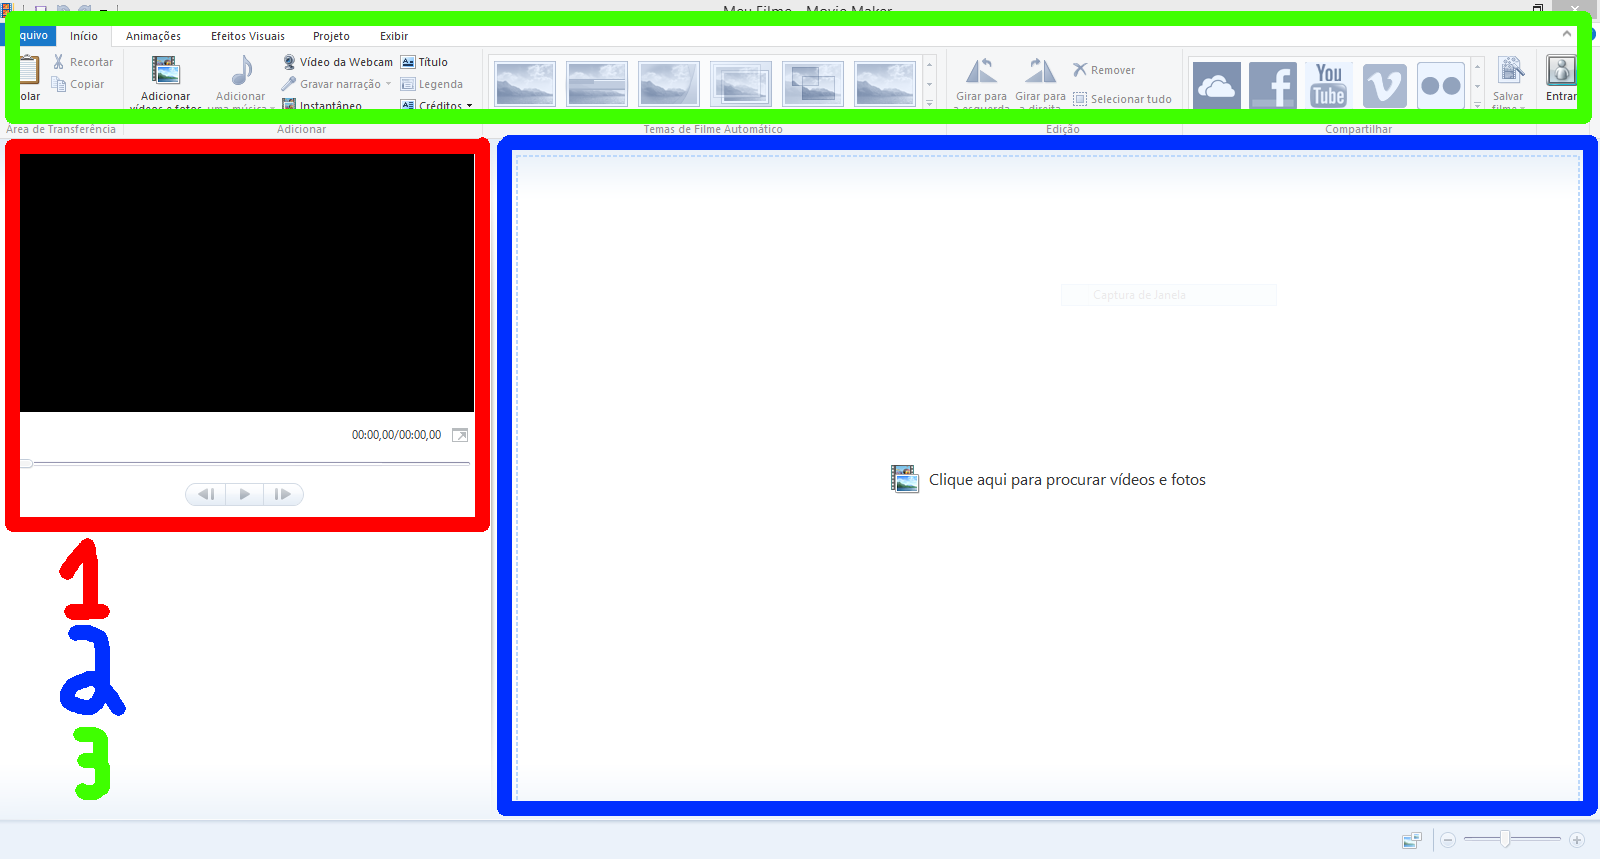 Meu Filme - Movie Maker
quivo Início Animações Efeitos Visuais Projeto Exibir
olar
Recortar
Copiar
Área de Transferência
Adicionar
vídeos e fotos
Adicionar
uma música
Vídeo da Webcam
Gravar narração
Instantâneo
Título
Legenda
Créditos
Adicionar
Temas de Filme Automático
Girar para
a esquerda
Girar para
a direita
Remover
Selecionar tudo
Edição
f
You
Tube
Compartilhar
Salvar
filme
Entrar
00:00,00/00:00,00
Captura de Janela
Clique aqui para procurar vídeos e fotos
1
2
3